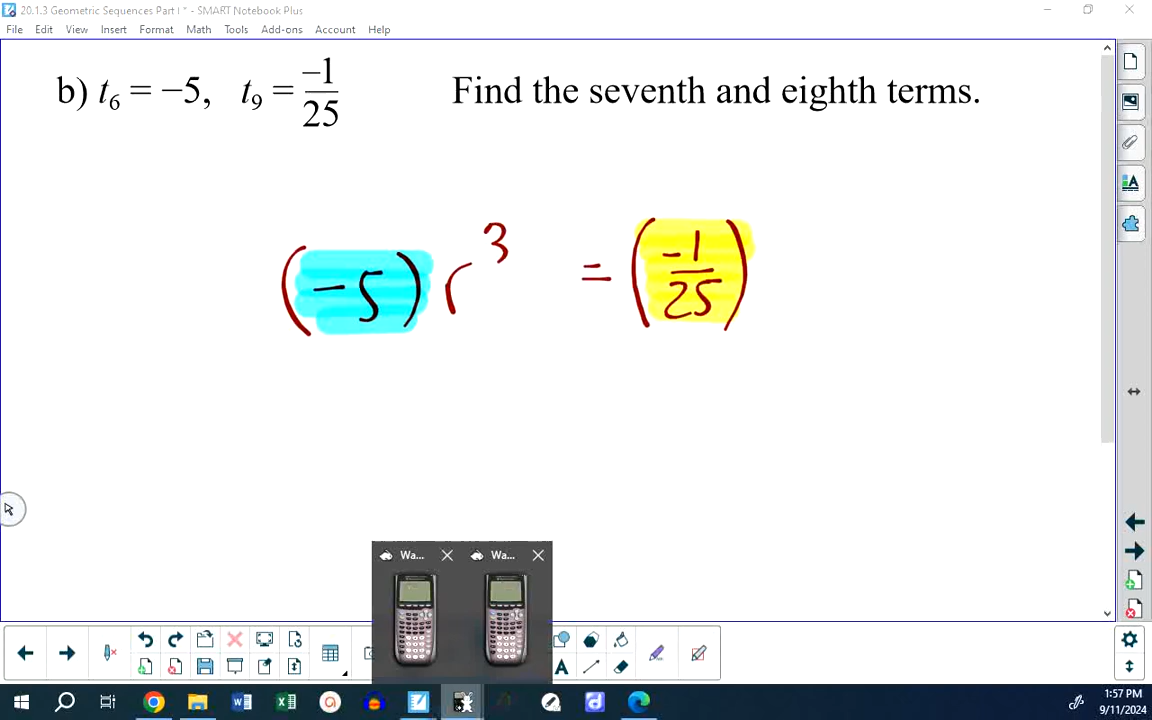 20.1.3 Geometric Sequences Part I * - SMART Notebook Plus
File Edit View Insert Format Math Tools Add-ons Account Help
b) t₆ = −5, t₉ = −1/25 Find the seventh and eighth terms.
(−5) r³ = (−1/25)
Wa... Wa...
1:57 PM
9/11/2024